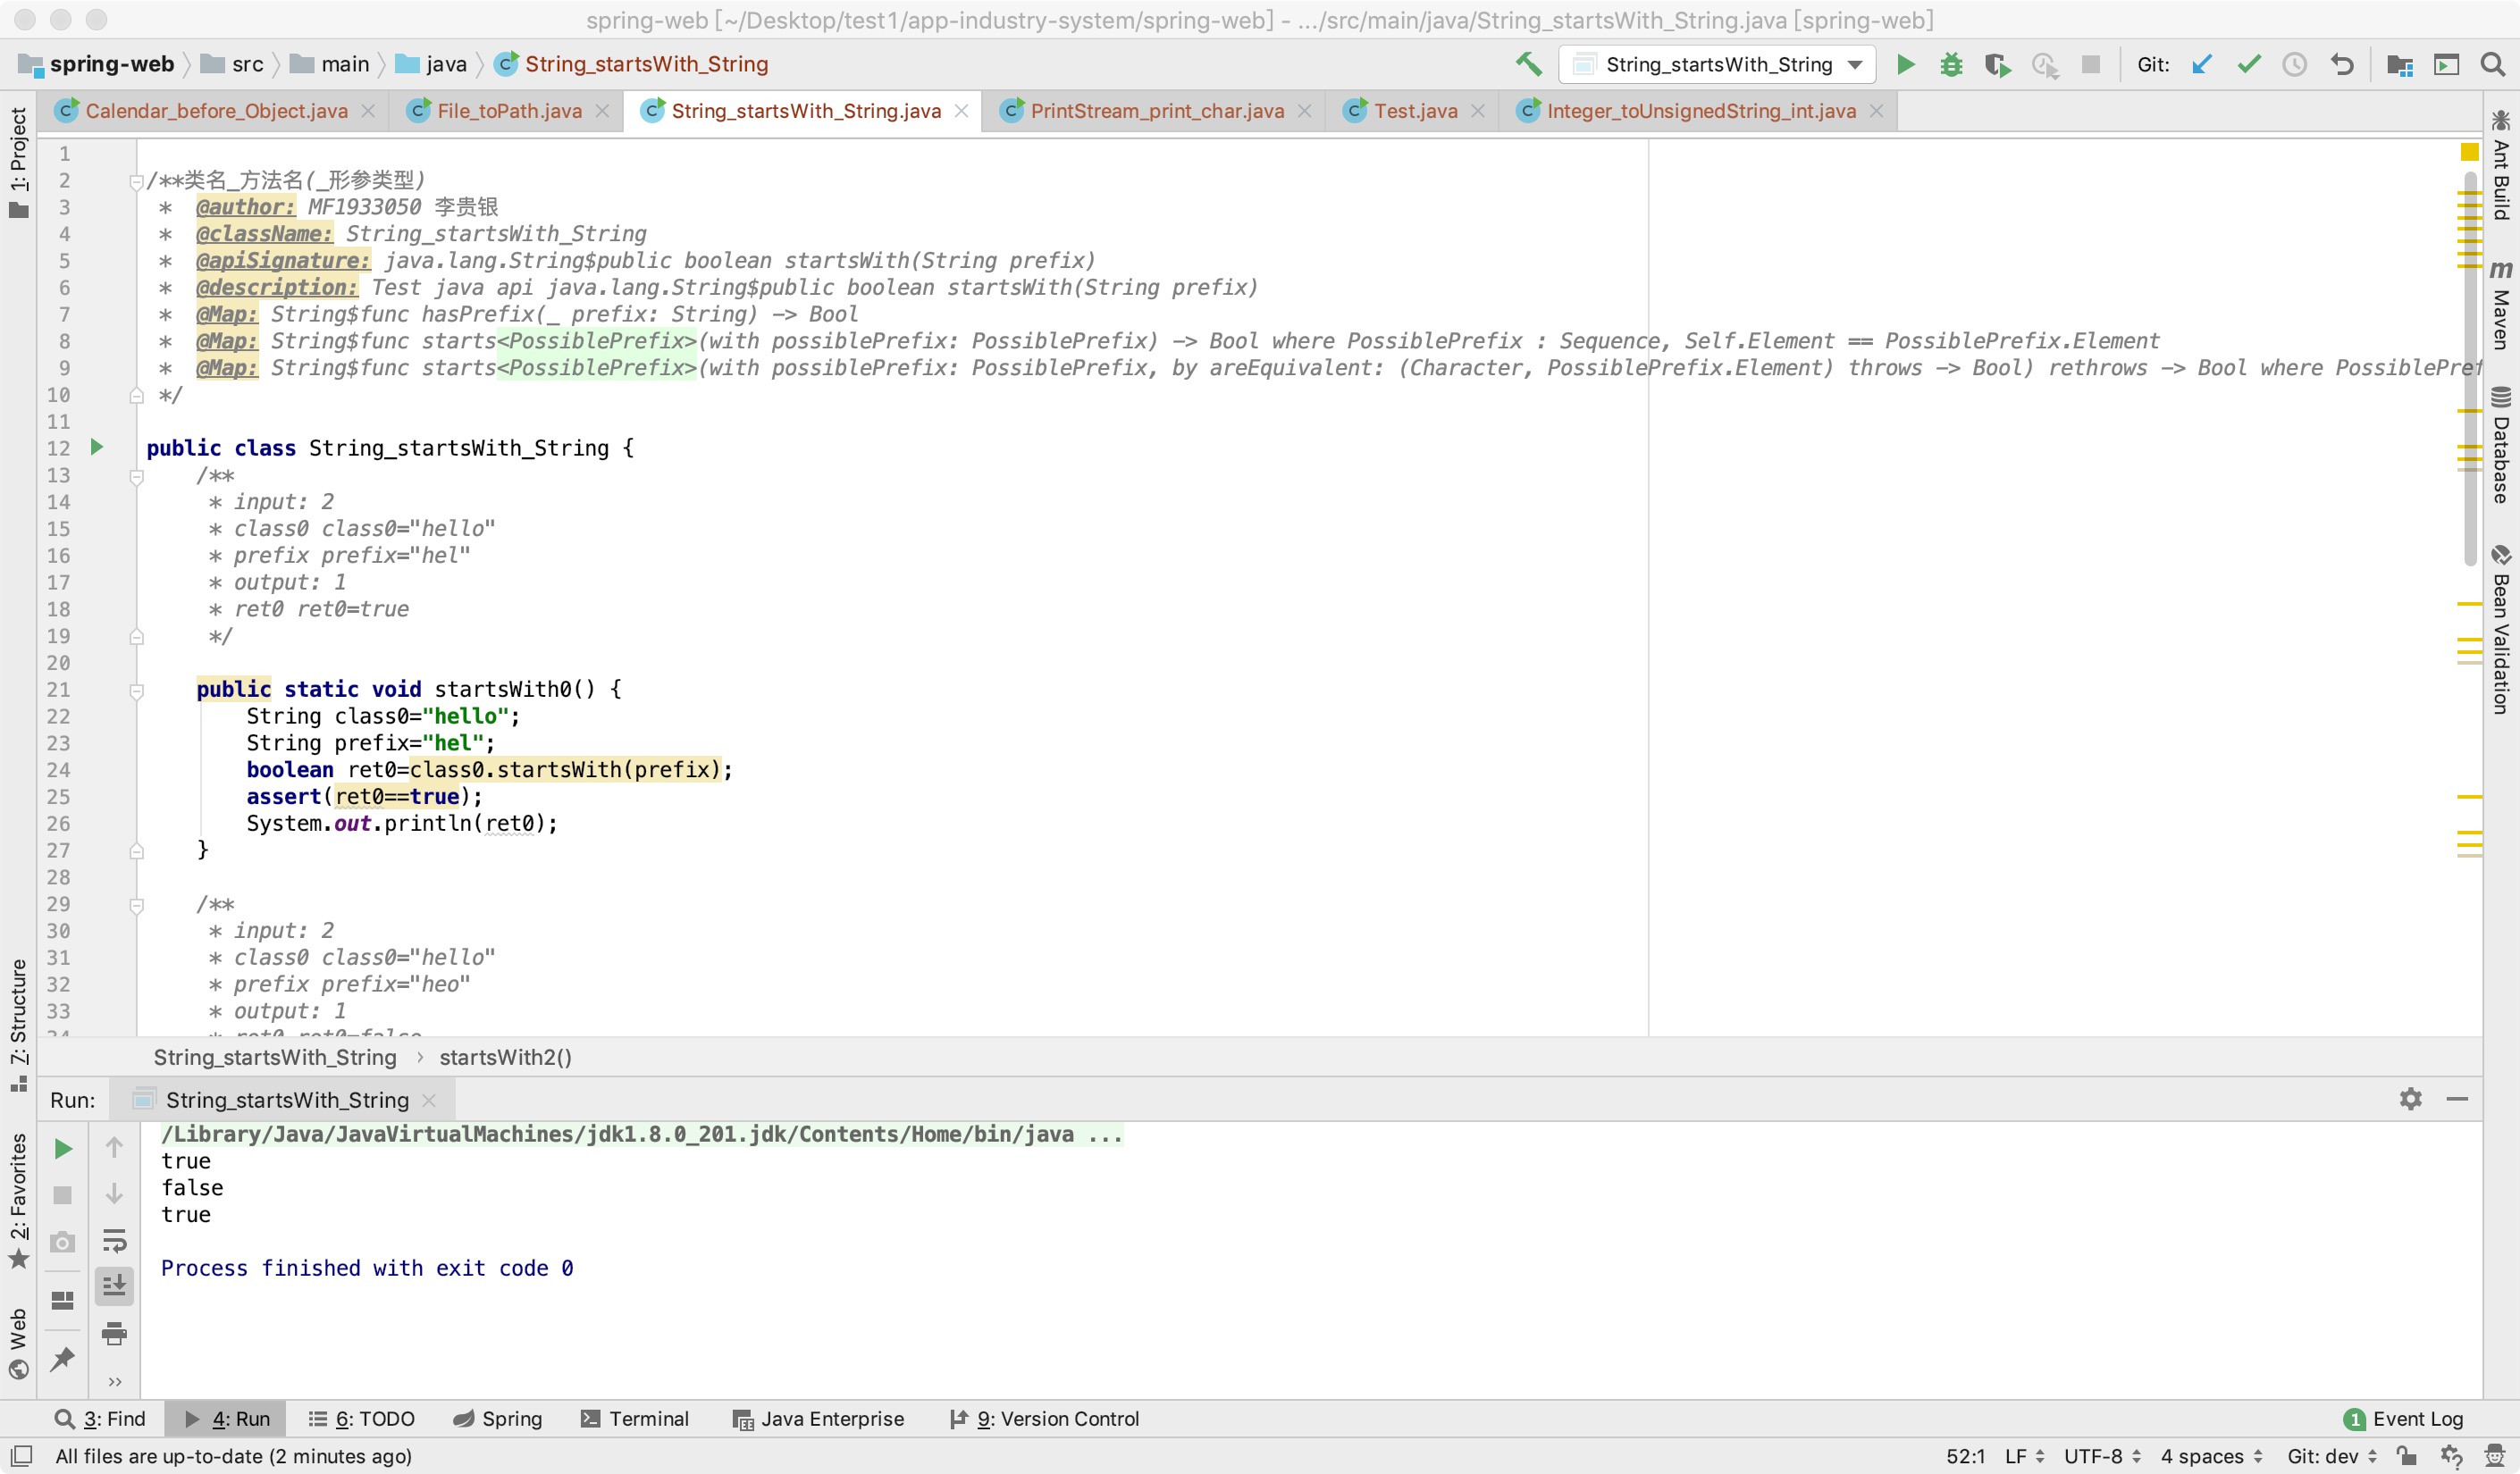 spring-web [~/Desktop/test1/app-industry-system/spring-web] - .../src/main/java/String_startsWith_String.java [spring-web]
spring-web src main java String_startsWith_String String_startsWith_String Git:
Calendar_before_Object.java File_toPath.java String_startsWith_String.java PrintStream_print_char.java Test.java Integer_toUnsignedString_int.java
1: Project
7: Structure
2: Favorites
Web
1
2 /**类名_方法名(_形参类型)
3 * @author: MF1933050 李贵银
4 * @className: String_startsWith_String
5 * @apiSignature: java.lang.String$public boolean startsWith(String prefix)
6 * @description: Test java api java.lang.String$public boolean startsWith(String prefix)
7 * @Map: String$func hasPrefix(_ prefix: String) -> Bool
8 * @Map: String$func starts<PossiblePrefix>(with possiblePrefix: PossiblePrefix) -> Bool where PossiblePrefix : Sequence, Self.Element == PossiblePrefix.Element
9 * @Map: String$func starts<PossiblePrefix>(with possiblePrefix: PossiblePrefix, by areEquivalent: (Character, PossiblePrefix.Element) throws -> Bool) rethrows -> Bool where PossiblePref
10 */
11
12 public class String_startsWith_String {
13 /**
14 * input: 2
15 * class0 class0="hello"
16 * prefix prefix="hel"
17 * output: 1
18 * ret0 ret0=true
19 */
20
21 public static void startsWith0() {
22 String class0="hello";
23 String prefix="hel";
24 boolean ret0=class0.startsWith(prefix);
25 assert(ret0==true);
26 System.out.println(ret0);
27 }
28
29 /**
30 * input: 2
31 * class0 class0="hello"
32 * prefix prefix="heo"
33 * output: 1
34 * ret0 ret0=false
Ant Build
m Maven
Database
Bean Validation
String_startsWith_String › startsWith2()
Run: String_startsWith_String
/Library/Java/JavaVirtualMachines/jdk1.8.0_201.jdk/Contents/Home/bin/java ...
true
false
true
Process finished with exit code 0
3: Find 4: Run 6: TODO Spring Terminal Java Enterprise 9: Version Control 1 Event Log
All files are up-to-date (2 minutes ago) 52:1 LF UTF-8 4 spaces Git: dev